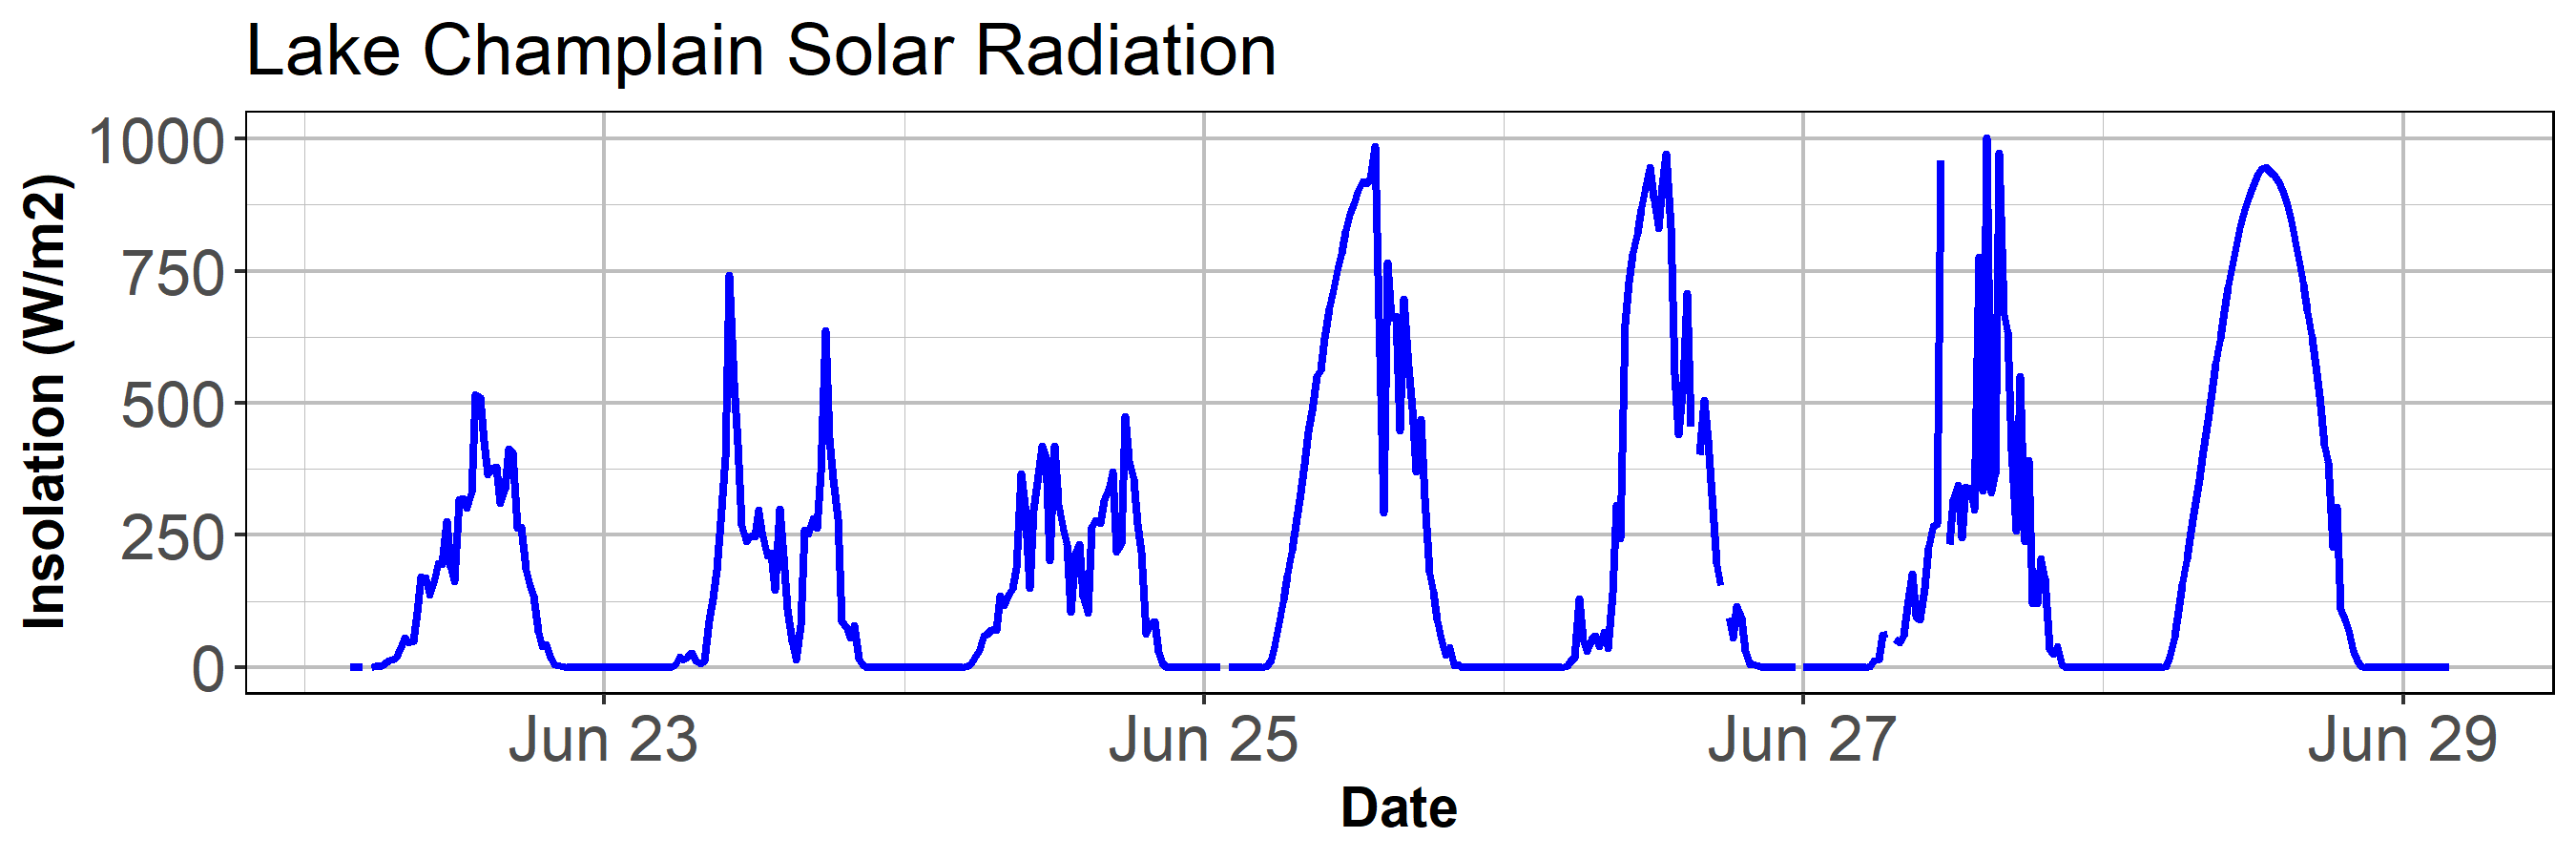 Lake Champlain Solar Radiation
Insolation (W/m2)
1000
750
500
250
0
Jun 23
Jun 25
Jun 27
Jun 29
Date